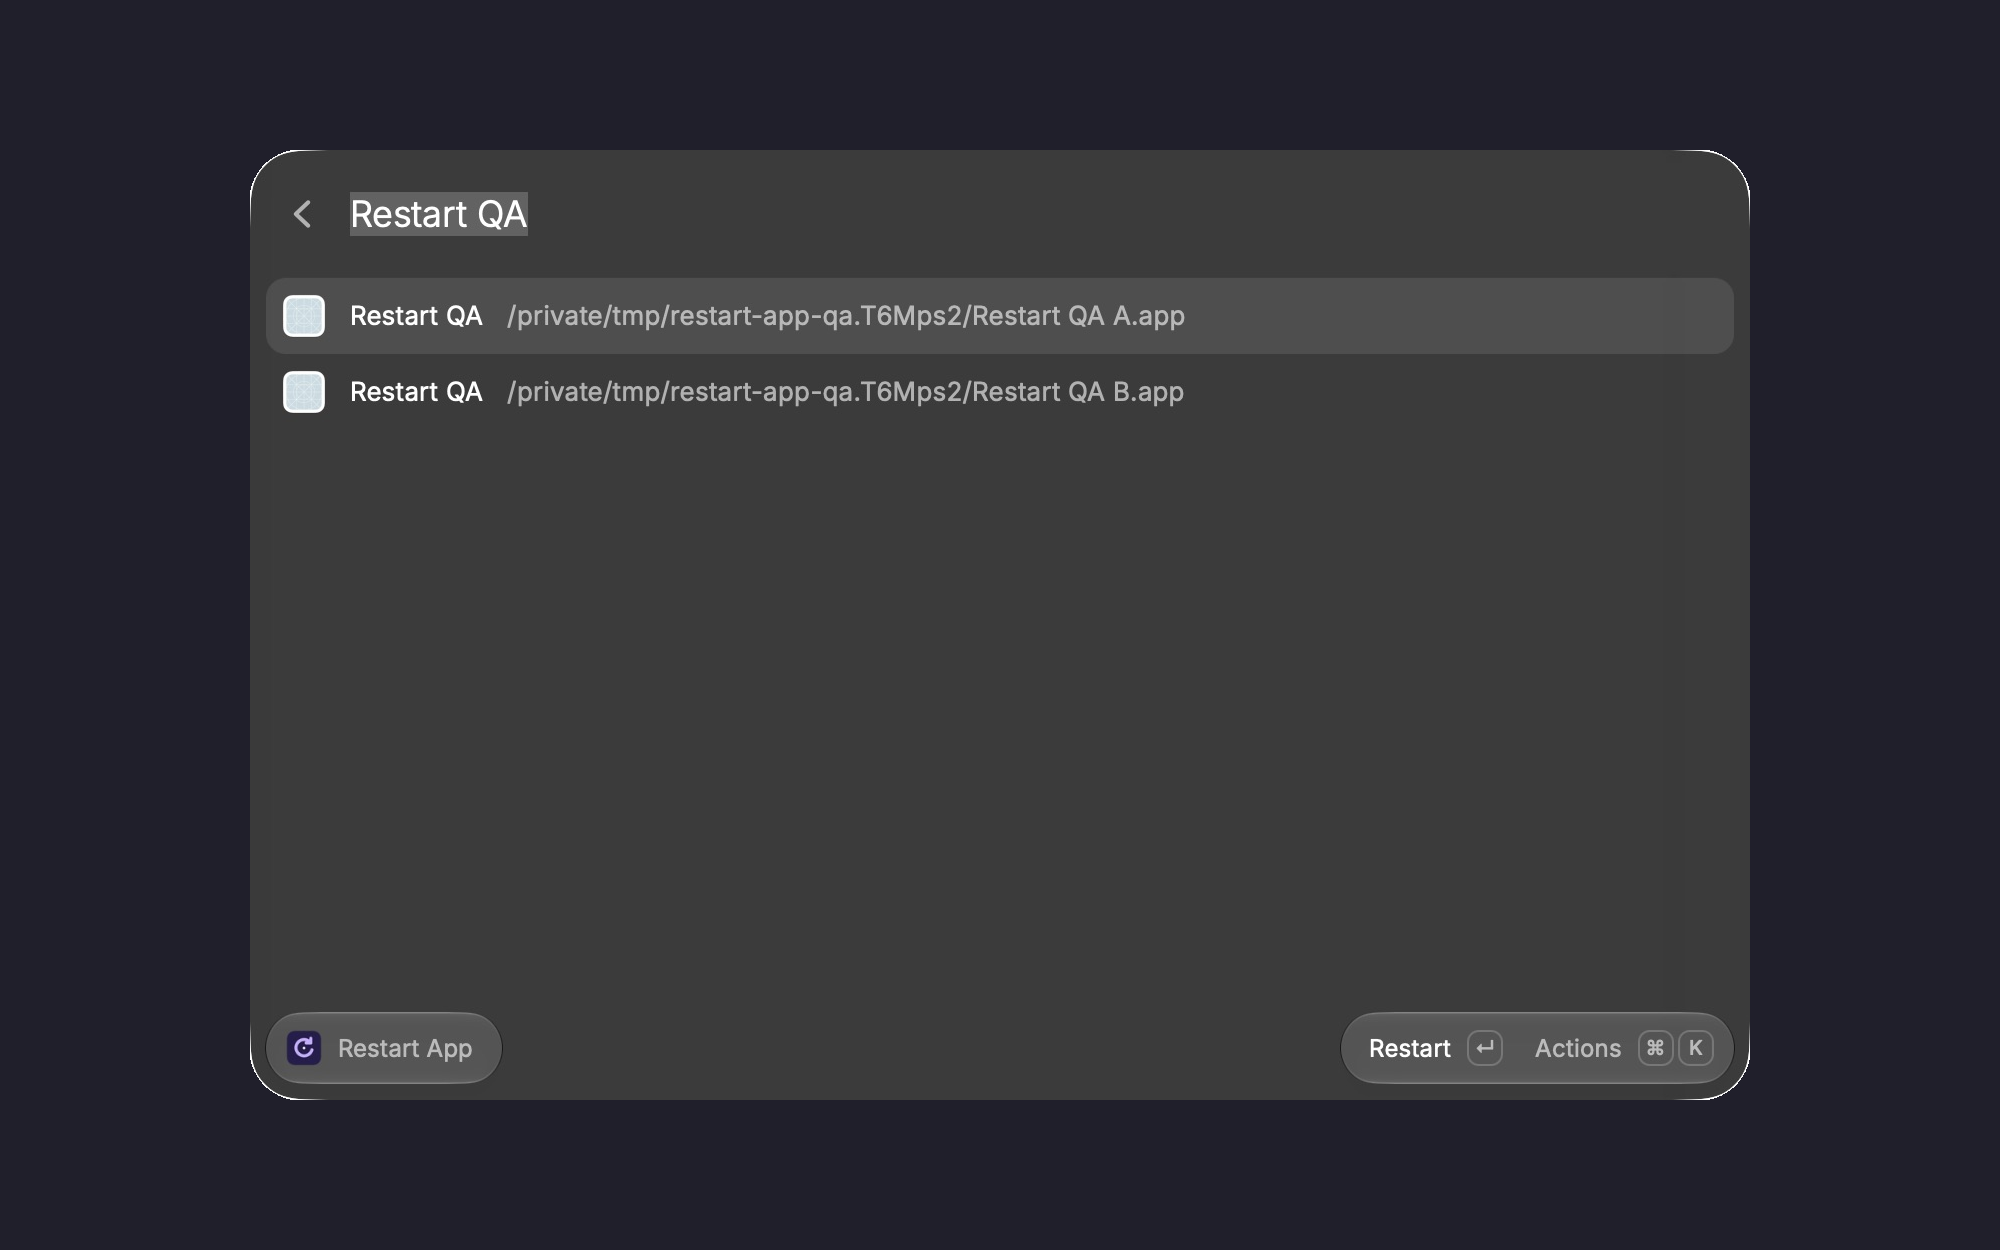 Restart QA
Restart QA /private/tmp/restart-app-qa.T6Mps2/Restart QA A.app
Restart QA /private/tmp/restart-app-qa.T6Mps2/Restart QA B.app
Restart App
Restart ↵ Actions ⌘ K